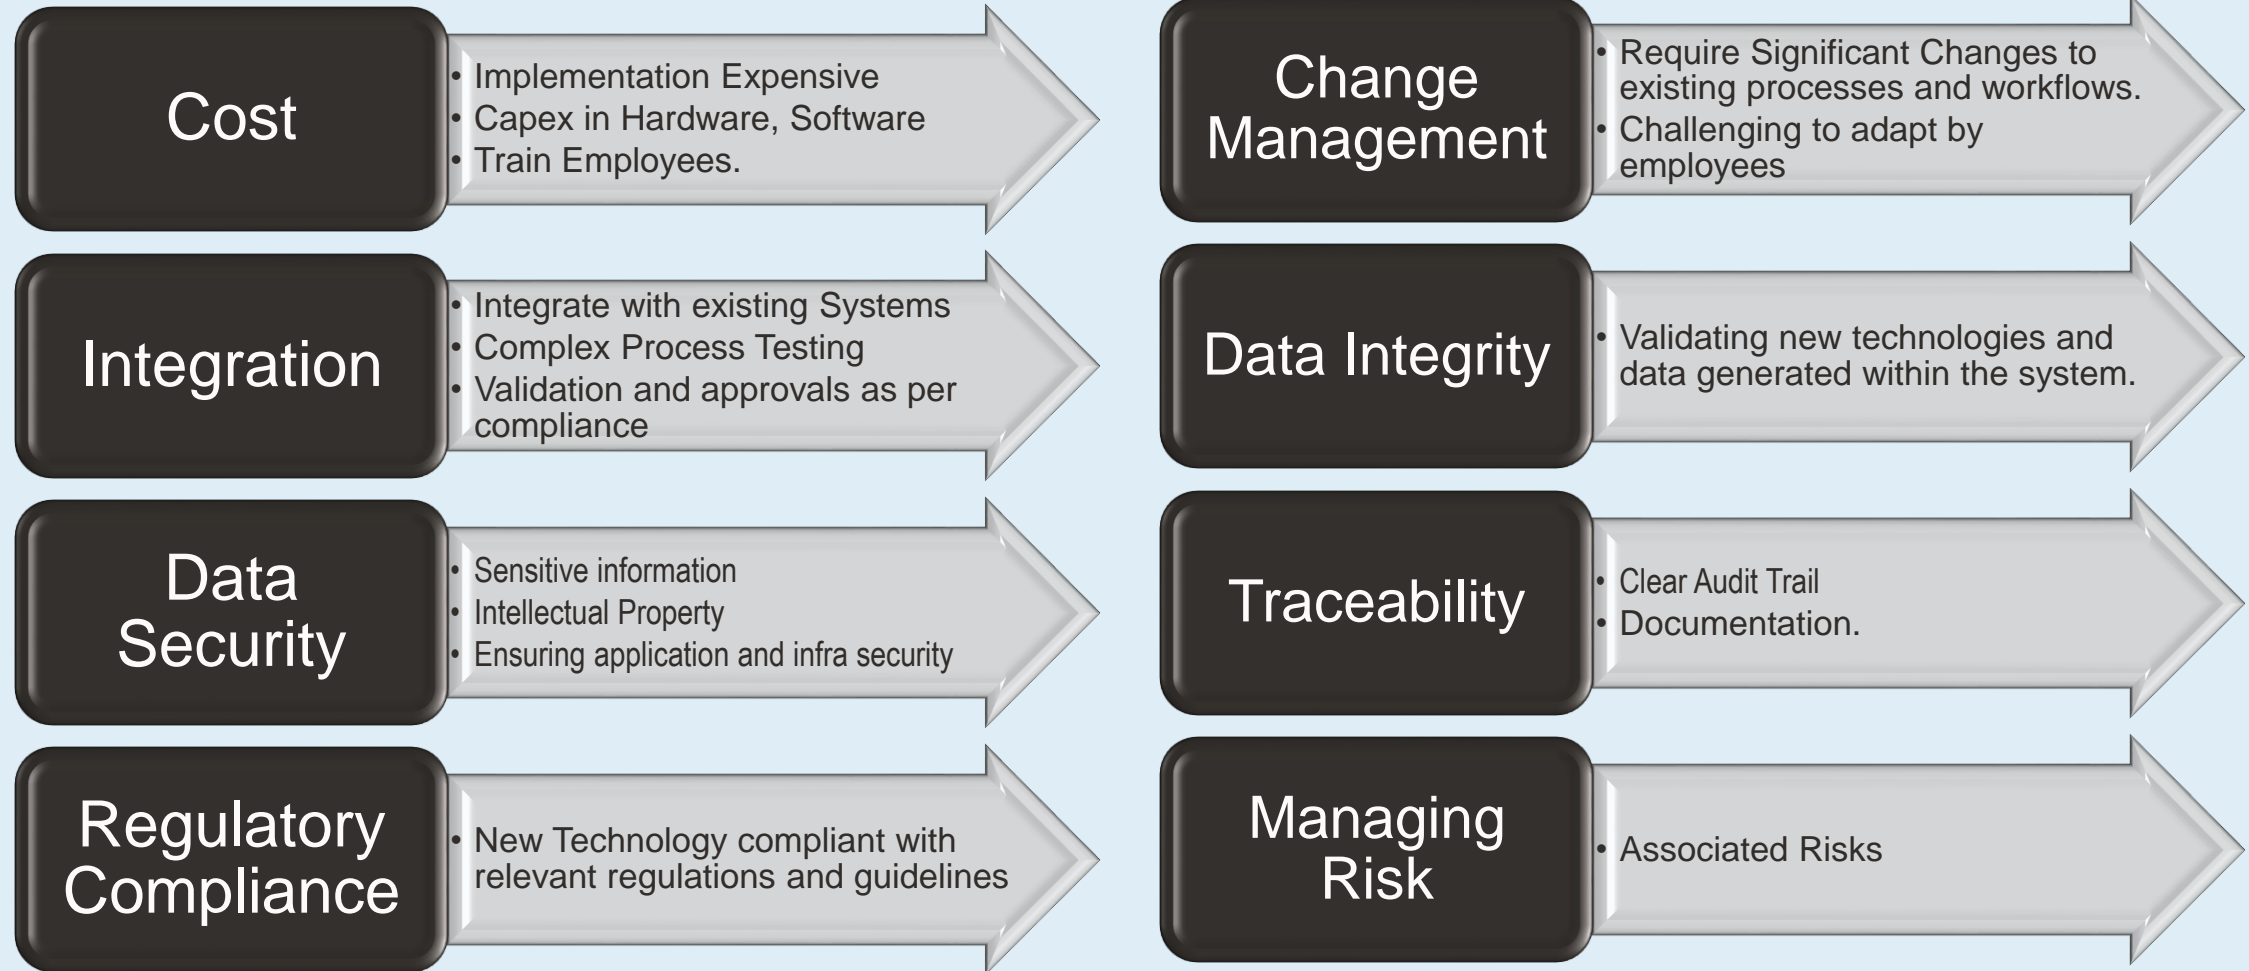 Cost
• Implementation Expensive
• Capex in Hardware, Software
• Train Employees.
Integration
• Integrate with existing Systems
• Complex Process Testing
• Validation and approvals as per
compliance
Data
Security
• Sensitive information
• Intellectual Property
• Ensuring application and infra security
Regulatory
Compliance
• New Technology compliant with
relevant regulations and guidelines
Change
Management
• Require Significant Changes to
existing processes and workflows.
• Challenging to adapt by
employees
Data Integrity
• Validating new technologies and
data generated within the system.
Traceability
• Clear Audit Trail
• Documentation.
Managing
Risk
• Associated Risks